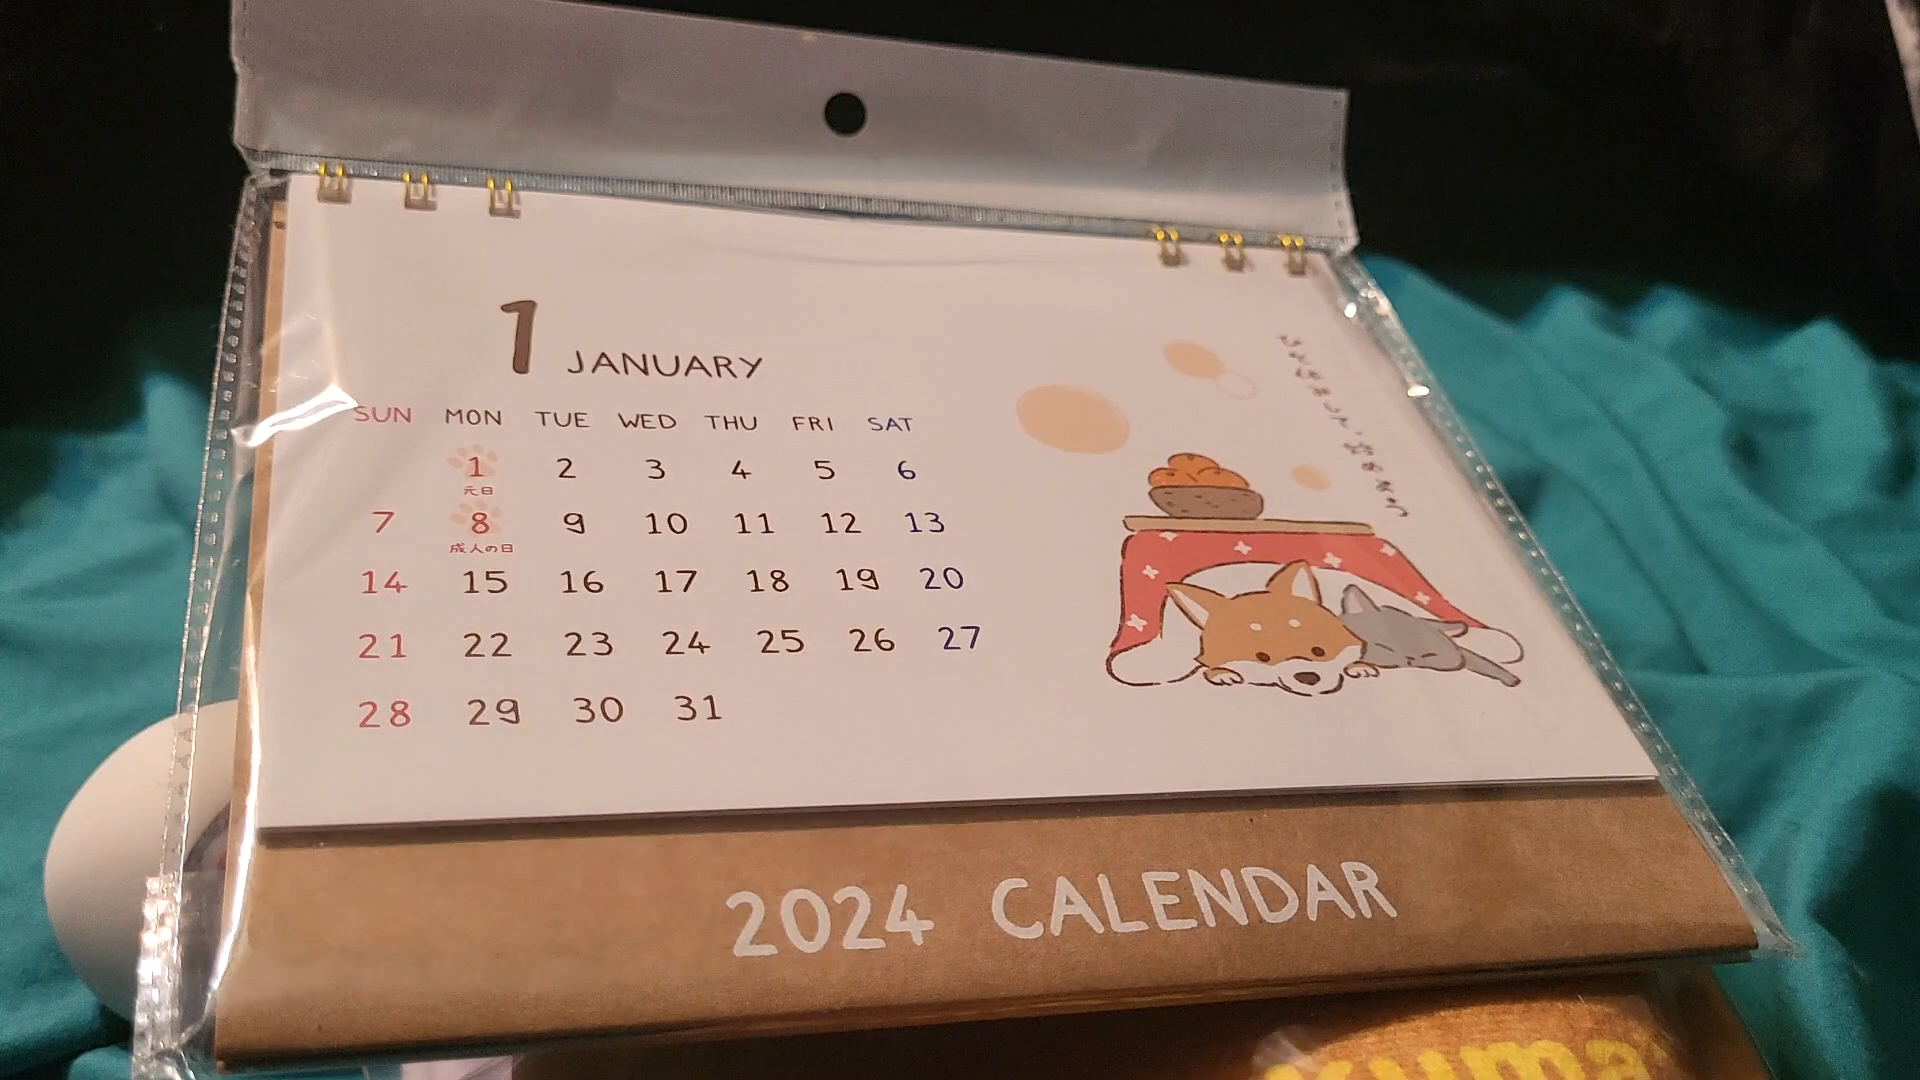 1 JANUARY
SUN MON TUE WED THU FRI SAT
1 2 3 4 5 6
元日
7 8 9 10 11 12 13
成人の日
14 15 16 17 18 19 20
21 22 23 24 25 26 27
28 29 30 31
2024 CALENDAR
kuma